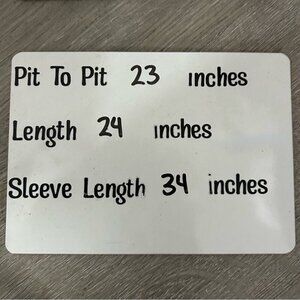 Pit To Pit 23 inches
Length 24 inches
Sleeve Length 34 inches